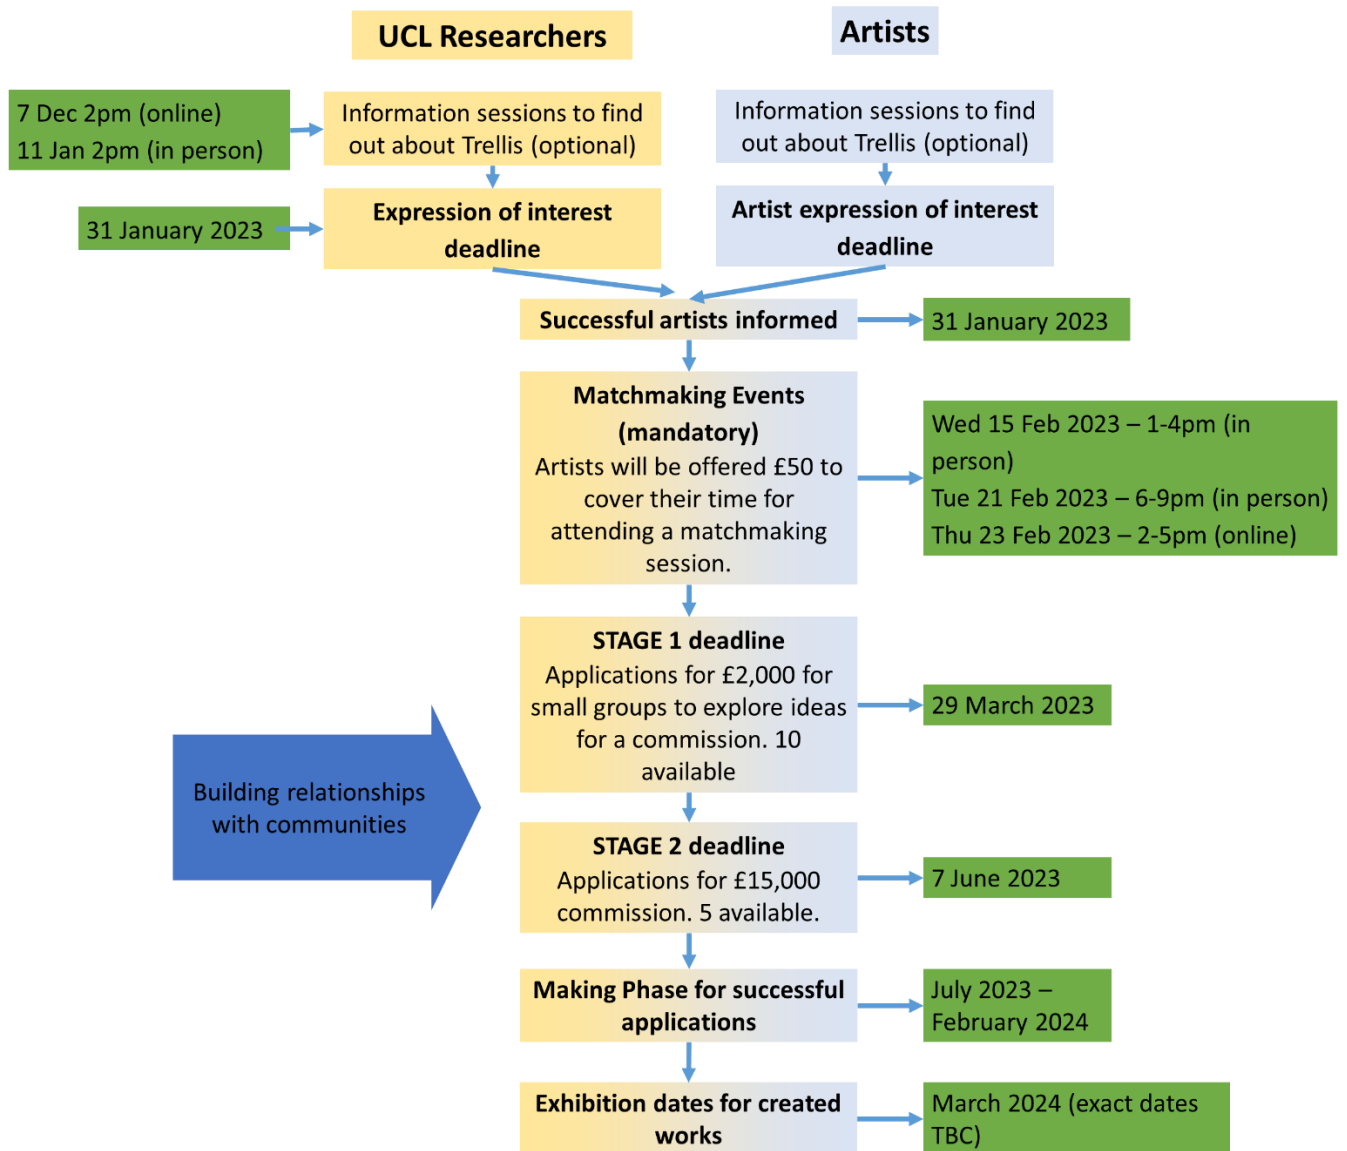 UCL Researchers
Artists
7 Dec 2pm (online)
11 Jan 2pm (in person)
Information sessions to find
out about Trellis (optional)
Information sessions to find
out about Trellis (optional)
31 January 2023
Expression of interest
deadline
Artist expression of interest
deadline
Successful artists informed
31 January 2023
Matchmaking Events
(mandatory)
Artists will be offered £50 to
cover their time for
attending a matchmaking
session.
Wed 15 Feb 2023 – 1-4pm (in
person)
Tue 21 Feb 2023 – 6-9pm (in person)
Thu 23 Feb 2023 – 2-5pm (online)
STAGE 1 deadline
Applications for £2,000 for
small groups to explore ideas
for a commission. 10
available
29 March 2023
Building relationships
with communities
STAGE 2 deadline
Applications for £15,000
commission. 5 available.
7 June 2023
Making Phase for successful
applications
July 2023 –
February 2024
Exhibition dates for created
works
March 2024 (exact dates
TBC)